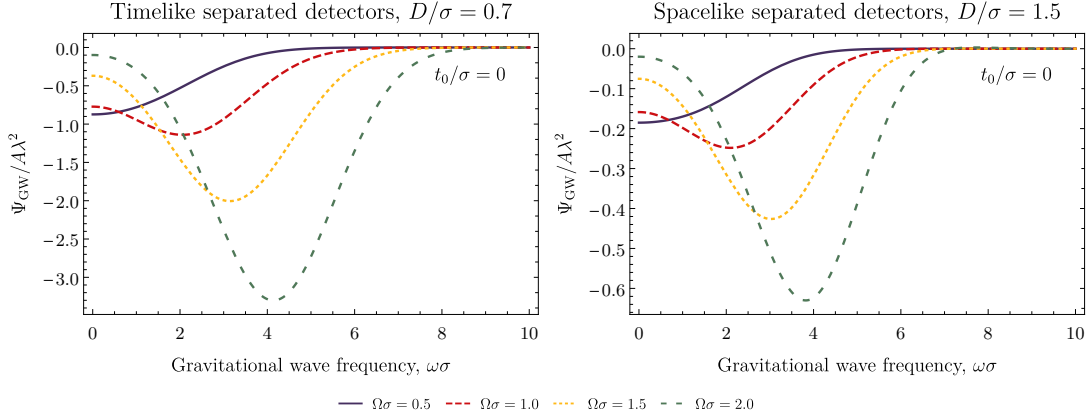 Timelike separated detectors, D/σ = 0.7
Spacelike separated detectors, D/σ = 1.5
Ψ_GW/Aλ²
0.0
−0.5
−1.0
−1.5
−2.0
−2.5
−3.0
t₀/σ = 0
0 2 4 6 8 10
Gravitational wave frequency, ωσ
Ψ_GW/Aλ²
0.0
−0.1
−0.2
−0.3
−0.4
−0.5
−0.6
t₀/σ = 0
0 2 4 6 8 10
Gravitational wave frequency, ωσ
Ωσ = 0.5 Ωσ = 1.0 Ωσ = 1.5 Ωσ = 2.0